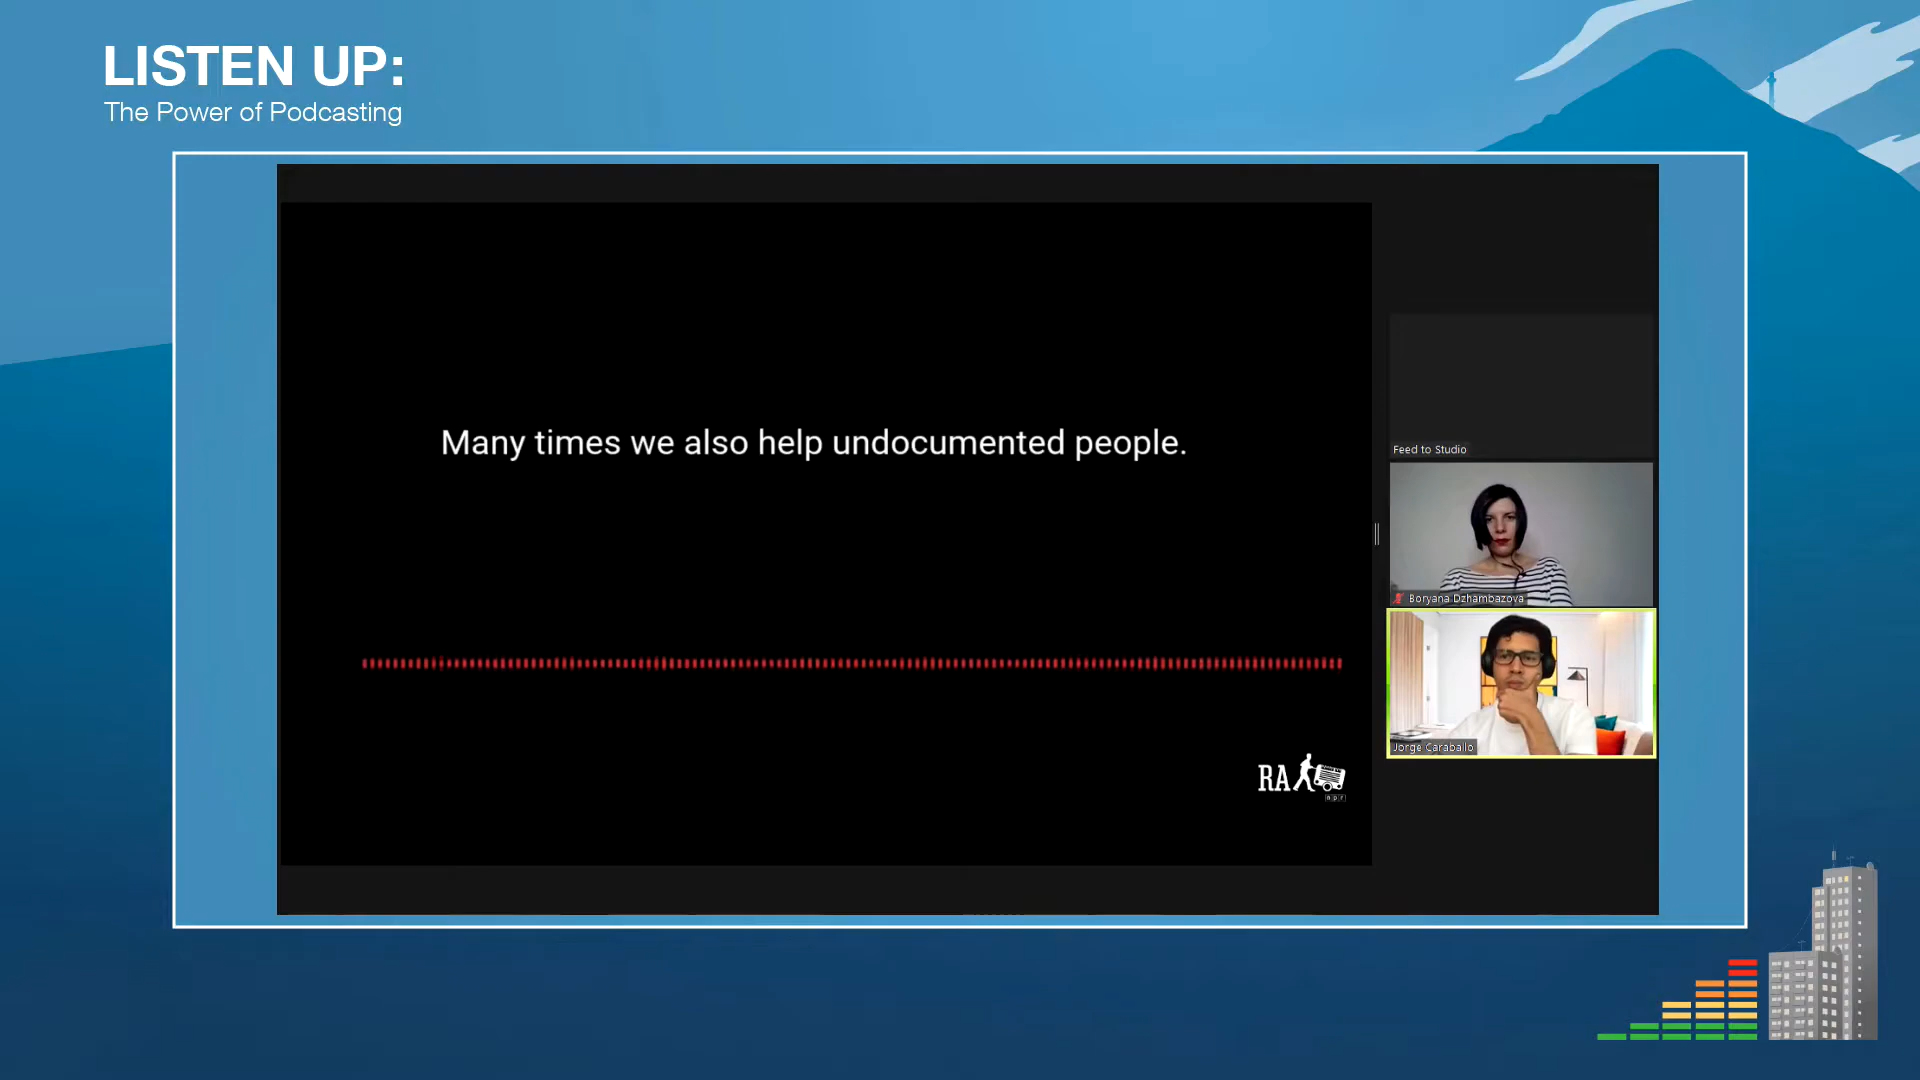 LISTEN UP:
The Power of Podcasting
Many times we also help undocumented people.
Feed to Studio
Boryana Dzhambazova
Jorge Caraballo
RA
npr